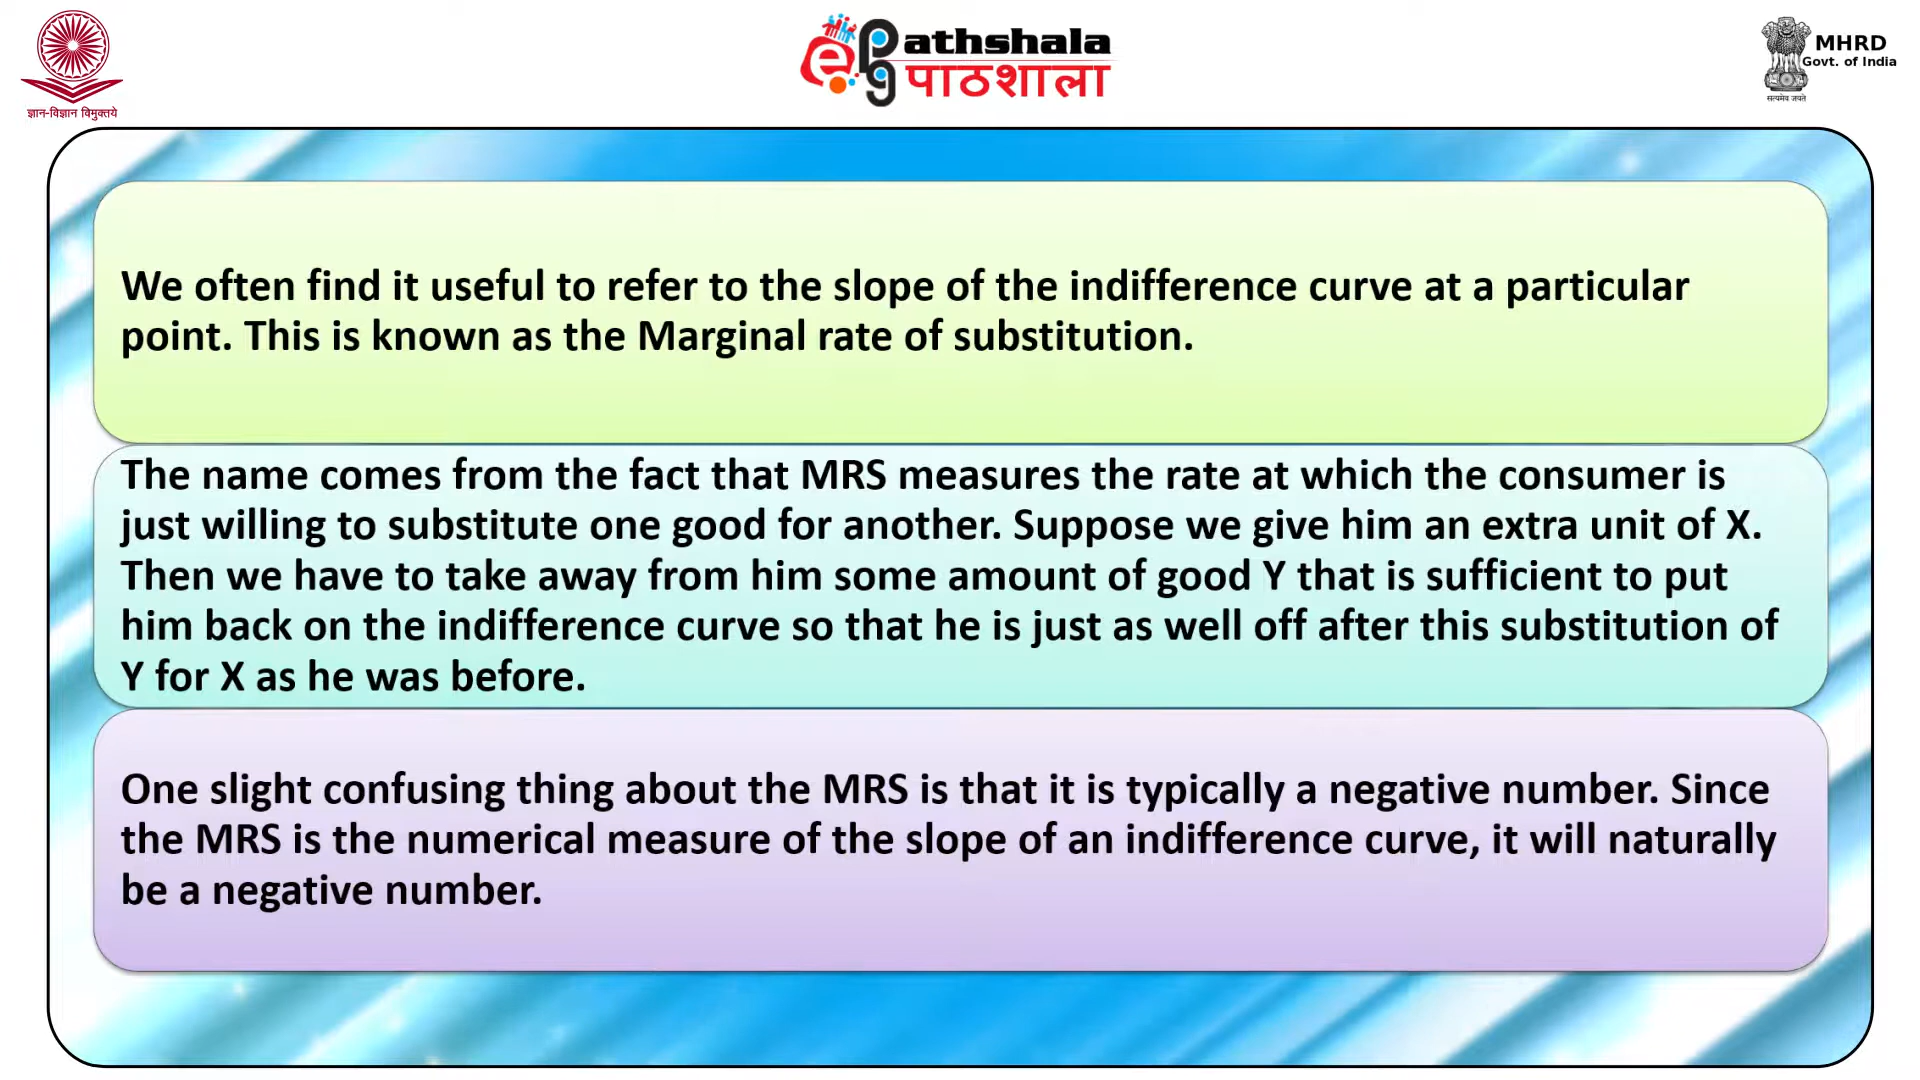 ज्ञान-विज्ञान विमुक्तये
e PG athshala
पाठशाला
MHRD
Govt. of India
सत्यमेव जयते
We often find it useful to refer to the slope of the indifference curve at a particular
point. This is known as the Marginal rate of substitution.
The name comes from the fact that MRS measures the rate at which the consumer is
just willing to substitute one good for another. Suppose we give him an extra unit of X.
Then we have to take away from him some amount of good Y that is sufficient to put
him back on the indifference curve so that he is just as well off after this substitution of
Y for X as he was before.
One slight confusing thing about the MRS is that it is typically a negative number. Since
the MRS is the numerical measure of the slope of an indifference curve, it will naturally
be a negative number.